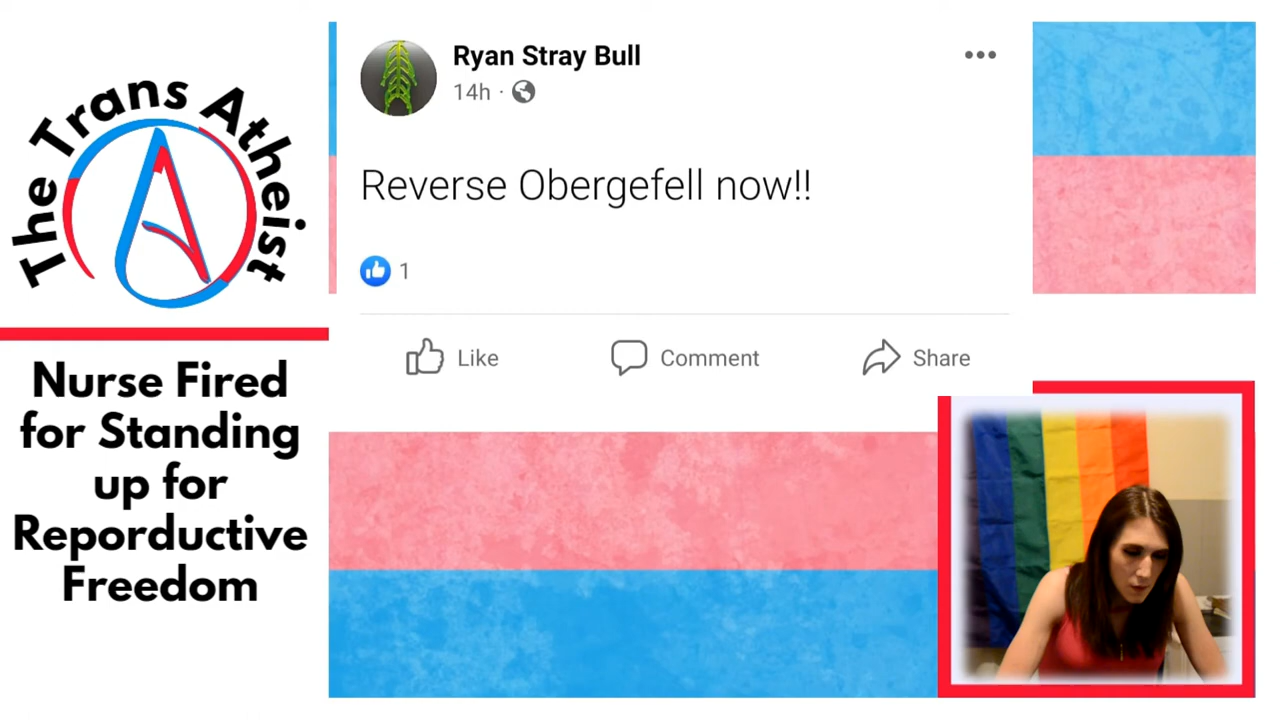 The Trans Atheist
Nurse Fired
for Standing
up for
Reporductive
Freedom
Ryan Stray Bull
14h ·
Reverse Obergefell now!!
1
Like
Comment
Share